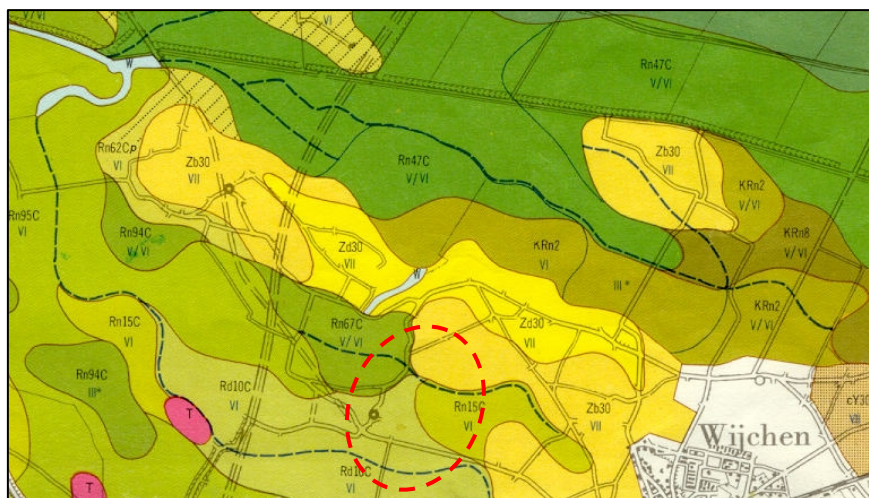 V/VI
VI
Rn47C
V/VI
W
Rn62Cp
VI
Zb30
VII
Rn47C
V/VI
Zb30
VII
KRn2
V/VI
Rn95C
VI
Rn94C
V/VI
Zd30
VII
KRn2
VI
KRn8
V/VI
W
III*
KRn2
V/VI
Rn15C
VI
Rn67C
V/VI
Zd30
VII
Rn94C
III*
Rd10C
VI
T
Rn15C
VI
Zb30
VII
cY30
VII
Wijchen
Rd10C
VI
T